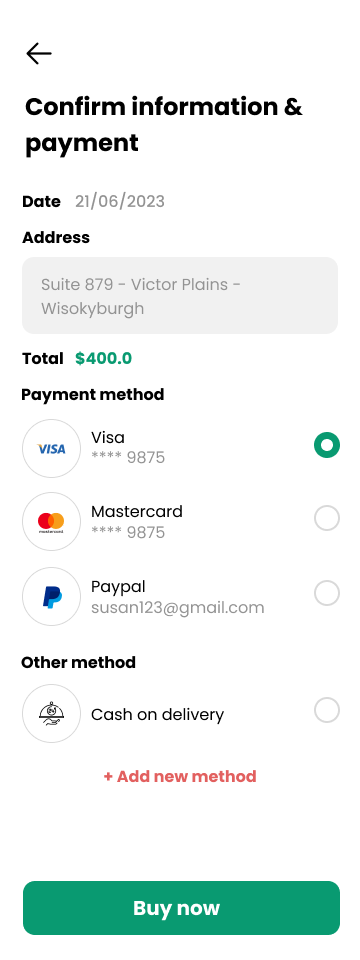 Confirm information &
payment
Date 21/06/2023
Address
Suite 879 - Victor Plains -
Wisokyburgh
Total $400.0
Payment method
VISA
Visa
**** 9875
mastercard
Mastercard
**** 9875
Paypal
susan123@gmail.com
Other method
Cash on delivery
+ Add new method
Buy now